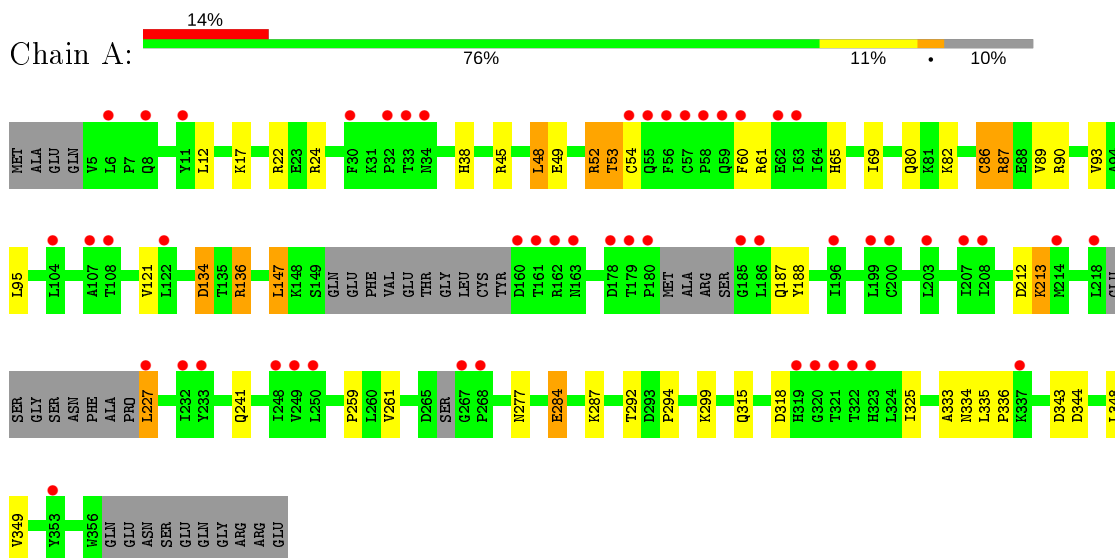 14%
Chain A: 76% 11% • 10%
MET ALA GLU GLN V5 L6 P7 Q8 Y11 L12 K17 R22 E23 R24 F30 K31 P32 T33 N34 H38 R45 L48 E49 R52 T53 C54 Q55 F56 C57 P58 Q59 F60 R61 E62 I63 I64 H65 I69 Q80 K81 K82 C86 R87 E88 V89 R90 V93 A94
L95 L104 A107 T108 V121 L122 D134 T135 R136 L147 K148 S149 GLN GLU PHE VAL GLU THR GLY LEU CYS TYR D160 T161 R162 N163 D178 T179 P180 MET ALA ARG SER G185 L186 Q187 Y188 I196 L199 C200 L203 I207 I208 D212 K213 M214 L218 GLU
SER GLY SER ASN PHE ALA PRO L227 I232 Y233 Q241 I248 V249 L250 P259 L260 V261 D265 SER G267 P268 N277 E284 K287 T292 D293 P294 K299 Q315 D318 H319 G320 T321 T322 H323 L324 I325 A333 N334 L335 P336 K337 D343 D344 L348
V349 Y353 W356 GLN GLU ASN SER GLU GLN GLY ARG ARG GLU